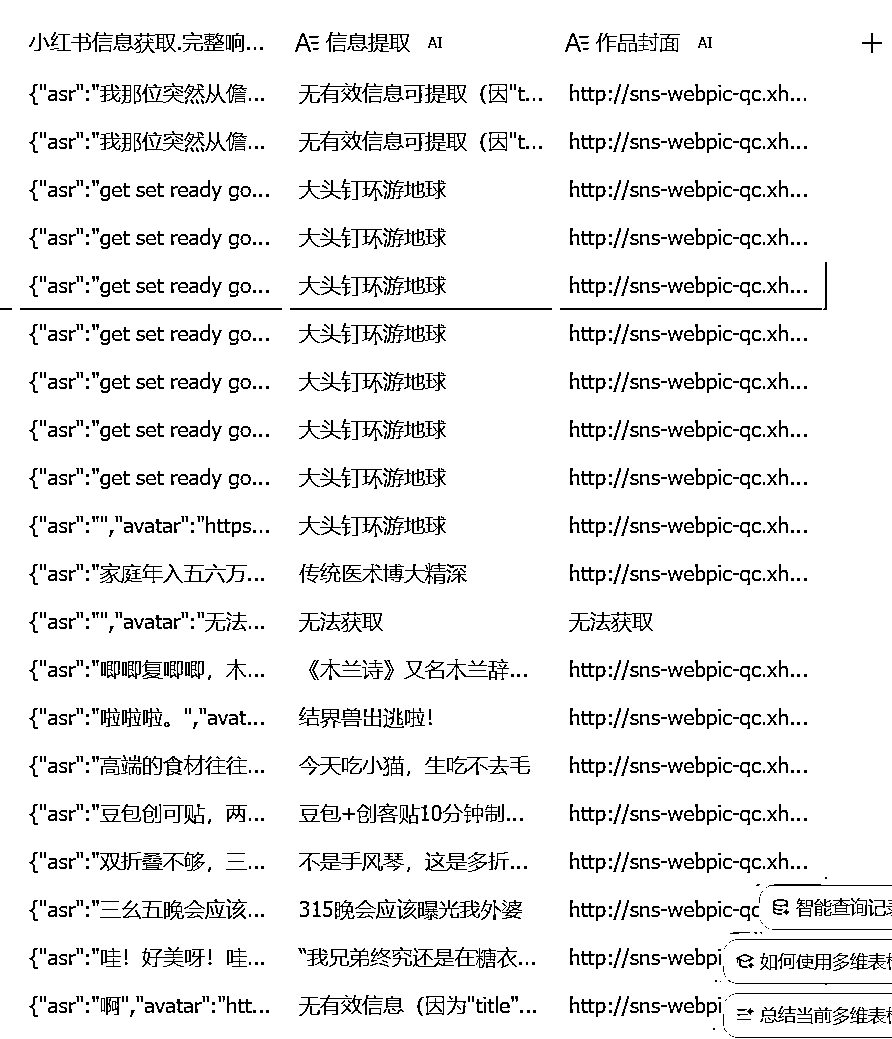 小红书信息获取.完整响... 信息提取 AI 作品封面 AI
{"asr":"我那位突然从儋... 无有效信息可提取（因"t... http://sns-webpic-qc.xh...
{"asr":"我那位突然从儋... 无有效信息可提取（因"t... http://sns-webpic-qc.xh...
{"asr":"get set ready go... 大头钉环游地球 http://sns-webpic-qc.xh...
{"asr":"get set ready go... 大头钉环游地球 http://sns-webpic-qc.xh...
{"asr":"get set ready go... 大头钉环游地球 http://sns-webpic-qc.xh...
{"asr":"get set ready go... 大头钉环游地球 http://sns-webpic-qc.xh...
{"asr":"get set ready go... 大头钉环游地球 http://sns-webpic-qc.xh...
{"asr":"get set ready go... 大头钉环游地球 http://sns-webpic-qc.xh...
{"asr":"get set ready go... 大头钉环游地球 http://sns-webpic-qc.xh...
{"asr":"","avatar":"https... 大头钉环游地球 http://sns-webpic-qc.xh...
{"asr":"家庭年入五六万... 传统医术博大精深 http://sns-webpic-qc.xh...
{"asr":"","avatar":"无法... 无法获取 无法获取
{"asr":"唧唧复唧唧，木... 《木兰诗》又名木兰辞... http://sns-webpic-qc.xh...
{"asr":"啦啦啦。","avat... 结界兽出逃啦！ http://sns-webpic-qc.xh...
{"asr":"高端的食材往往... 今天吃小猫，生吃不去毛 http://sns-webpic-qc.xh...
{"asr":"豆包创可贴，两... 豆包+创客贴10分钟制... http://sns-webpic-qc.xh...
{"asr":"双折叠不够，三... 不是手风琴，这是多折... http://sns-webpic-qc.xh...
{"asr":"三幺五晚会应该... 315晚会应该曝光我外婆 http://sns-webpic-qc 智能查询记录
{"asr":"哇！好美呀！哇... “我兄弟终究还是在糖衣... http://sns-webpi 如何使用多维表格
{"asr":"啊","avatar":"htt... 无有效信息（因为"title"... http://sns-webpi 总结当前多维表格